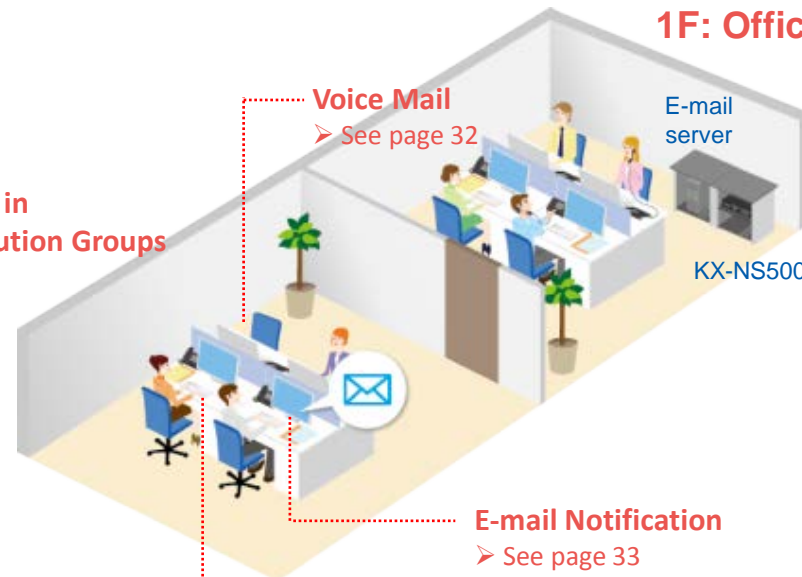 1F: Offic
Voice Mail
➢ See page 32
E-mail
server
in
ution Groups
KX-NS500
E-mail Notification
➢ See page 33